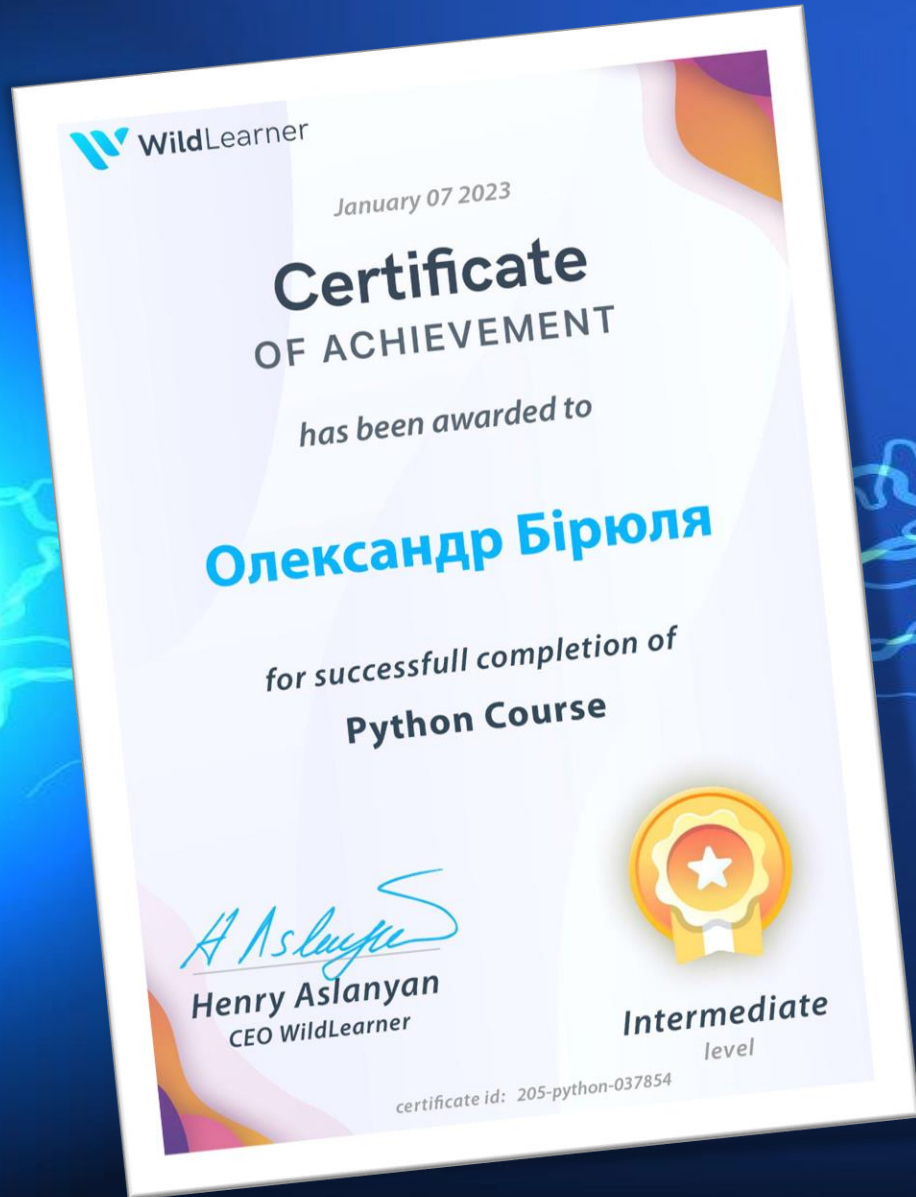 WildLearner
January 07 2023
Certificate
OF ACHIEVEMENT
has been awarded to
Олександр Бірюля
for successfull completion of
Python Course
H Aslanyan
Henry Aslanyan
CEO WildLearner
Intermediate
level
certificate id: 205-python-037854